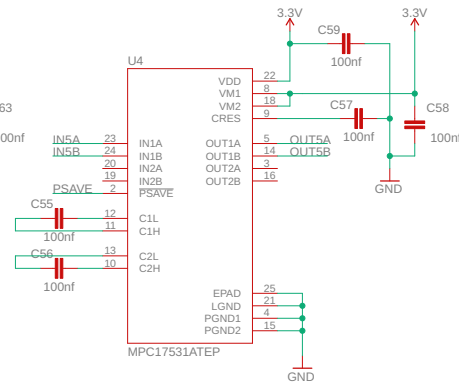 3.3V
3.3V
C59
U4
100nf
VDD
22
VM1
8
VM2
18
CRES
9
C57
C58
63
00nf
100nf
100nf
IN5A
23
IN1A
OUT1A
5
OUT5A
IN5B
24
IN1B
OUT1B
14
OUT5B
20
IN2A
OUT2A
3
19
IN2B
OUT2B
16
PSAVE
2
PSAVE
GND
C55
12
C1L
11
C1H
100nf
C56
13
C2L
10
C2H
100nf
EPAD
25
LGND
21
PGND1
4
PGND2
15
MPC17531ATEP
GND